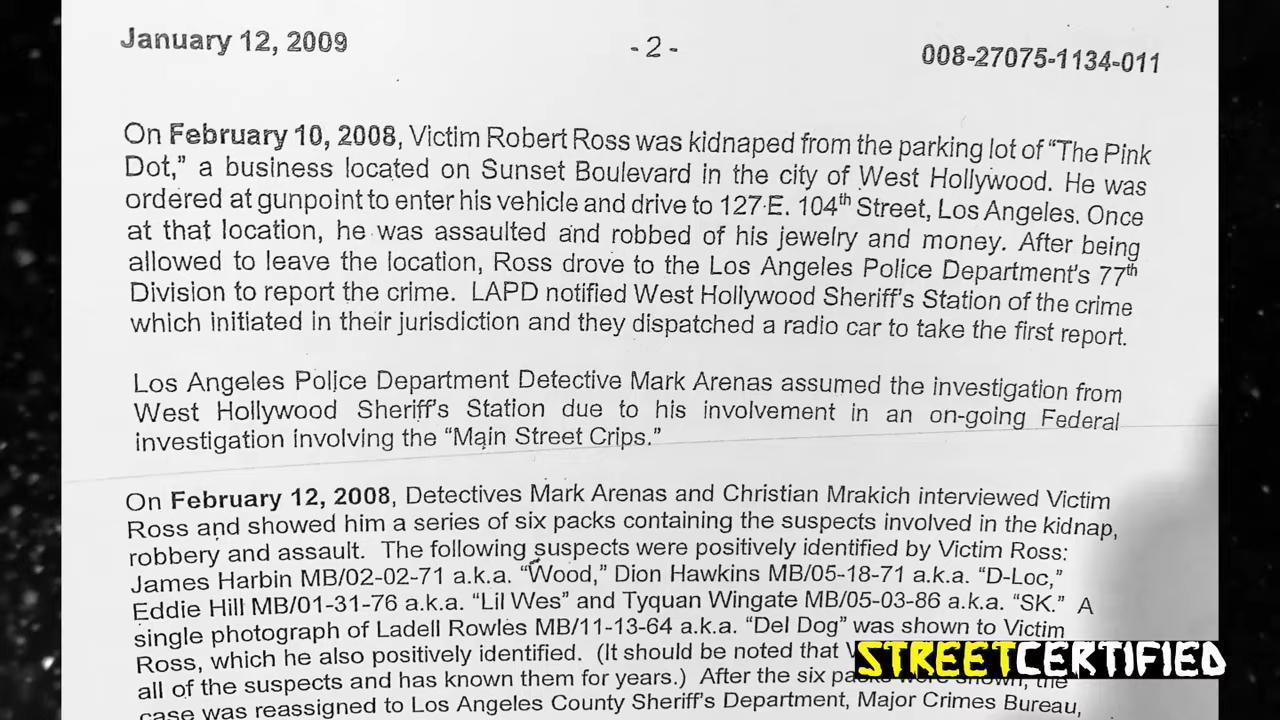 January 12, 2009 - 2 - 008-27075-1134-011
On February 10, 2008, Victim Robert Ross was kidnaped from the parking lot of “The Pink
Dot,” a business located on Sunset Boulevard in the city of West Hollywood. He was
ordered at gunpoint to enter his vehicle and drive to 127 E. 104th Street, Los Angeles. Once
at that location, he was assaulted and robbed of his jewelry and money. After being
allowed to leave the location, Ross drove to the Los Angeles Police Department's 77th
Division to report the crime. LAPD notified West Hollywood Sheriff's Station of the crime
which initiated in their jurisdiction and they dispatched a radio car to take the first report.
Los Angeles Police Department Detective Mark Arenas assumed the investigation from
West Hollywood Sheriff's Station due to his involvement in an on-going Federal
investigation involving the “Main Street Crips.”
On February 12, 2008, Detectives Mark Arenas and Christian Mrakich interviewed Victim
Ross and showed him a series of six packs containing the suspects involved in the kidnap,
robbery and assault. The following suspects were positively identified by Victim Ross:
James Harbin MB/02-02-71 a.k.a. “Wood,” Dion Hawkins MB/05-18-71 a.k.a. “D-Loc,”
Eddie Hill MB/01-31-76 a.k.a. “Lil Wes” and Tyquan Wingate MB/05-03-86 a.k.a. “SK.” A
single photograph of Ladell Rowles MB/11-13-64 a.k.a. “Del Dog” was shown to Victim
Ross, which he also positively identified. (It should be noted that
all of the suspects and has known them for years.) After the six packs were shown, the
case was reassigned to Los Angeles County Sheriff's Department, Major Crimes Bureau,
STREETCERTIFIED